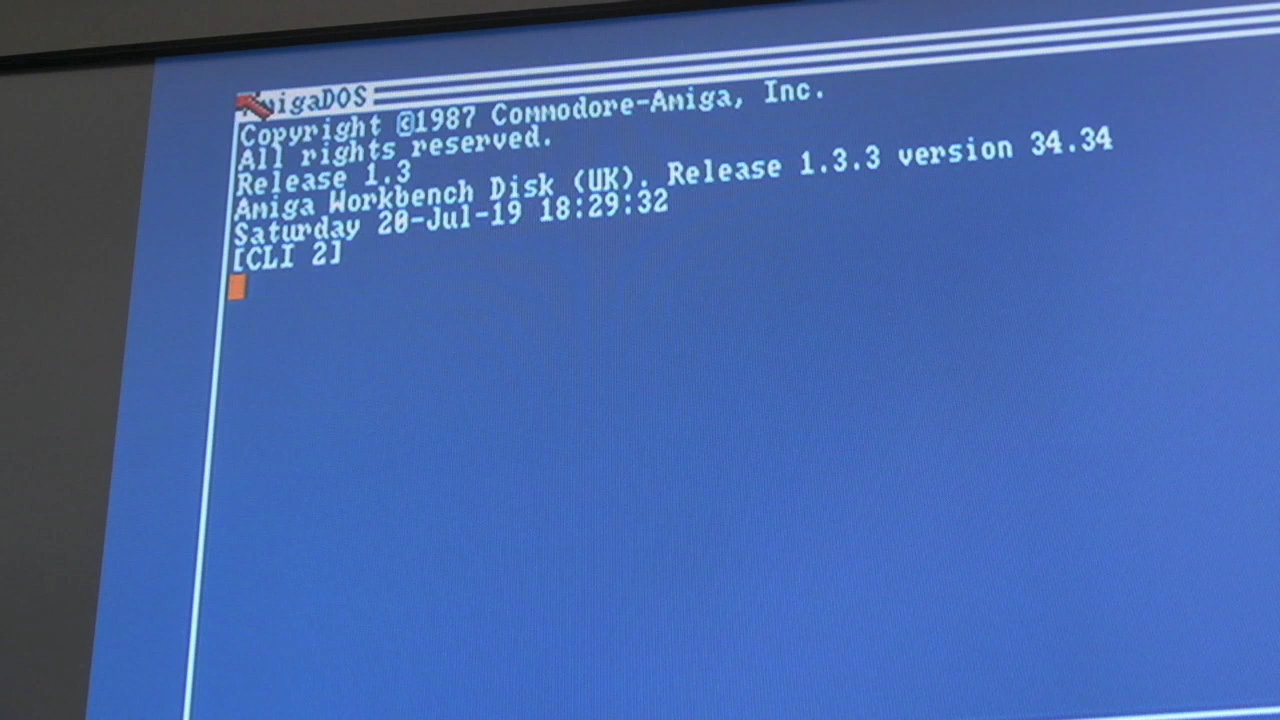 AmigaDOS
Copyright ©1987 Commodore-Amiga, Inc.
All rights reserved.
Release 1.3
Amiga Workbench Disk (UK). Release 1.3.3 version 34.34
Saturday 20-Jul-19 18:29:32
[CLI 2]